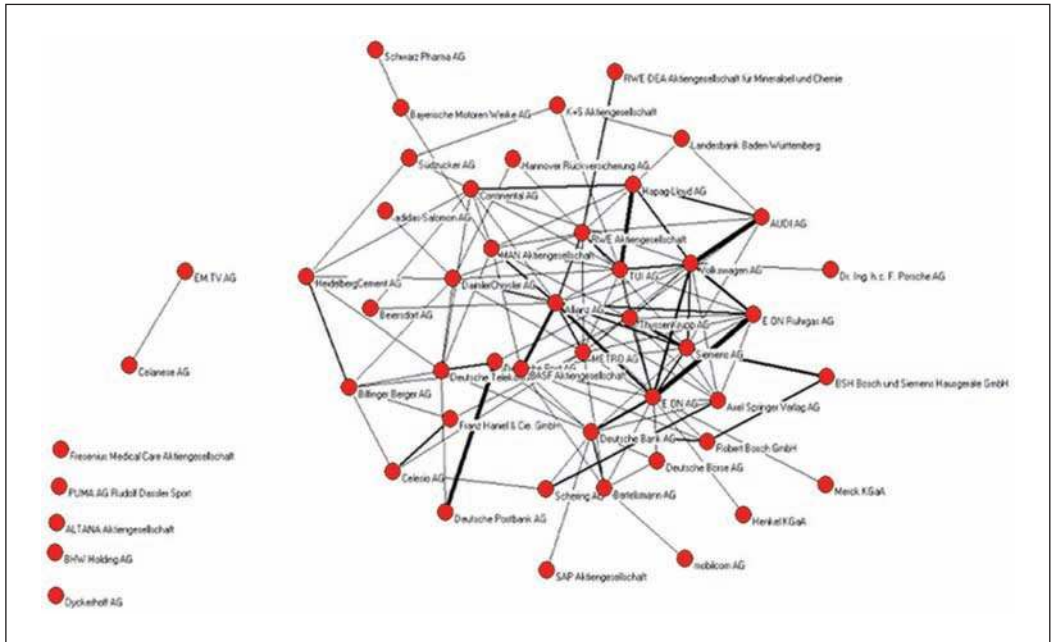 Schwarz Pharma AG
RWE-DEA Aktiengesellschaft für Mineraloel und Chemie
Bayerische Motoren Werke AG
K+S Aktiengesellschaft
Landesbank Baden Württemberg
Südzucker AG
Hannover Rückversicherung AG
Continental AG
Hapag-Lloyd AG
adidas-Salomon AG
AUDI AG
RWE Aktiengesellschaft
MAN Aktiengesellschaft
EM.TV AG
HeidelbergCement AG
DaimlerChrysler AG
TUI AG
Volkswagen AG
Dr. Ing. h.c. F. Porsche AG
Beiersdorf AG
Allianz AG
ThyssenKrupp AG
E.ON Ruhrgas AG
METRO AG
Siemens AG
Celanese AG
Deutsche Telekom
Post AG
BASF Aktiengesellschaft
BSH Bosch und Siemens Hausgeräte GmbH
Bilfinger Berger AG
E.ON AG
Axel Springer Verlag AG
Franz Haniel & Cie. GmbH
Deutsche Bank AG
Robert Bosch GmbH
Fresenius Medical Care Aktiengesellschaft
Deutsche Börse AG
Celesio AG
PUMA AG Rudolf Dassler Sport
Schering AG
Bertelsmann AG
Merck KGaA
Deutsche Postbank AG
Henkel KGaA
ALTANA Aktiengesellschaft
BHW Holding AG
mobilcom AG
SAP Aktiengesellschaft
Dyckerhoff AG